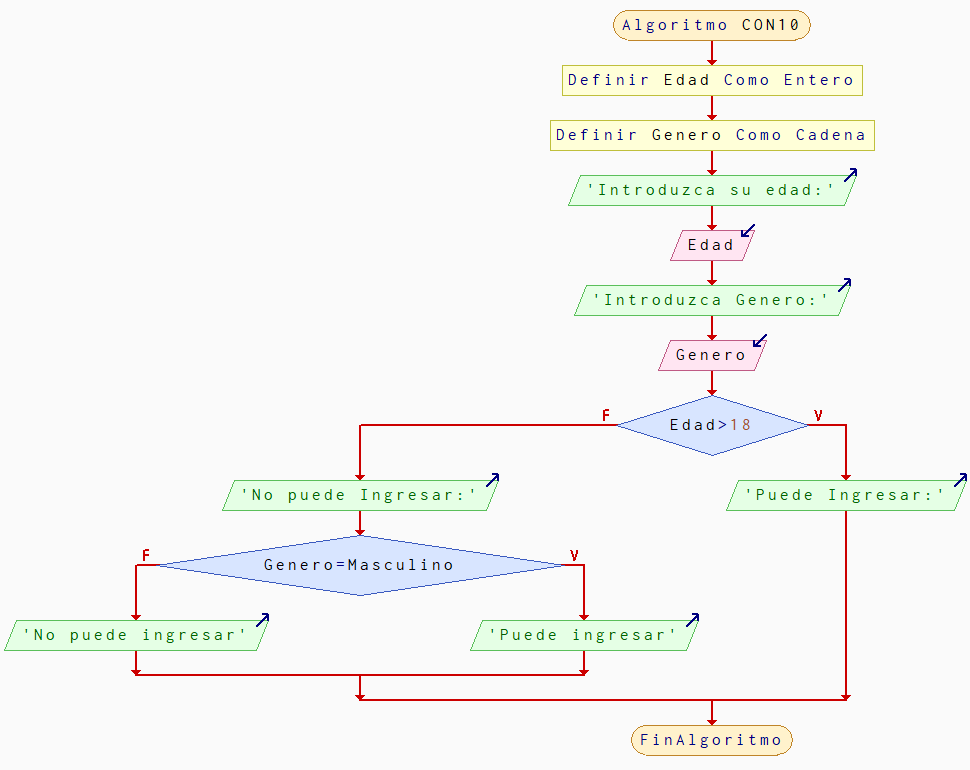 Algoritmo CON10
Definir Edad Como Entero
Definir Genero Como Cadena
'Introduzca su edad:'
Edad
'Introduzca Genero:'
Genero
F
Edad>18
V
'No puede Ingresar:'
'Puede Ingresar:'
F
Genero=Masculino
V
'No puede ingresar'
'Puede ingresar'
FinAlgoritmo